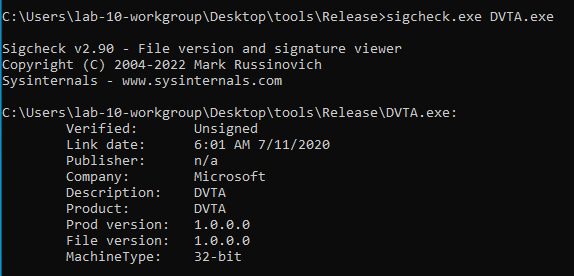 C:\Users\lab-10-workgroup\Desktop\tools\Release>sigcheck.exe DVTA.exe
Sigcheck v2.90 - File version and signature viewer
Copyright (C) 2004-2022 Mark Russinovich
Sysinternals - www.sysinternals.com
C:\Users\lab-10-workgroup\Desktop\tools\Release\DVTA.exe:
Verified: Unsigned
Link date: 6:01 AM 7/11/2020
Publisher: n/a
Company: Microsoft
Description: DVTA
Product: DVTA
Prod version: 1.0.0.0
File version: 1.0.0.0
MachineType: 32-bit